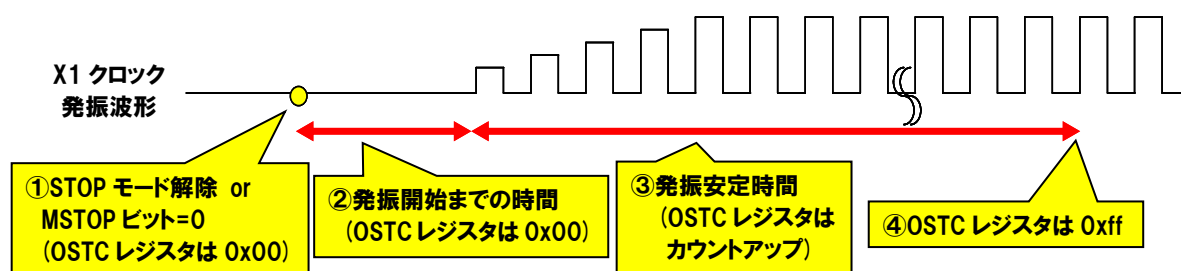 X1 クロック
発振波形
①STOP モード解除 or
MSTOP ビット=0
(OSTC レジスタは 0x00)
②発振開始までの時間
(OSTC レジスタは 0x00)
③発振安定時間
(OSTC レジスタは
カウントアップ)
④OSTC レジスタは 0xff